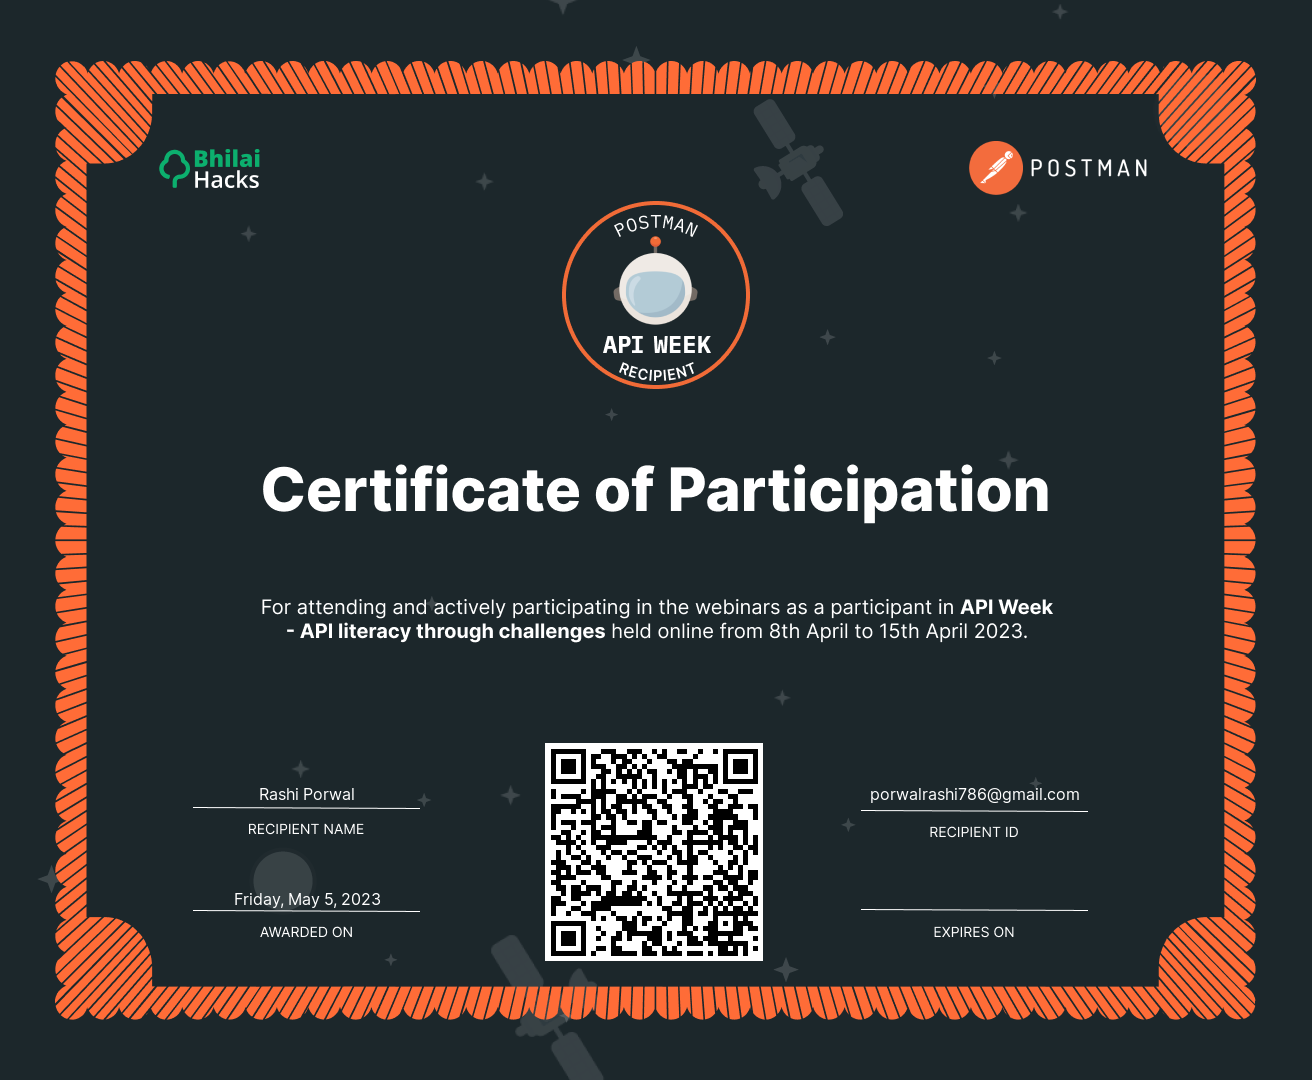 Bhilai
Hacks
POSTMAN
POSTMAN
API WEEK
RECIPIENT
Certificate of Participation
For attending and actively participating in the webinars as a participant in API Week
- API literacy through challenges held online from 8th April to 15th April 2023.
Rashi Porwal
RECIPIENT NAME
porwalrashi786@gmail.com
RECIPIENT ID
Friday, May 5, 2023
AWARDED ON
EXPIRES ON